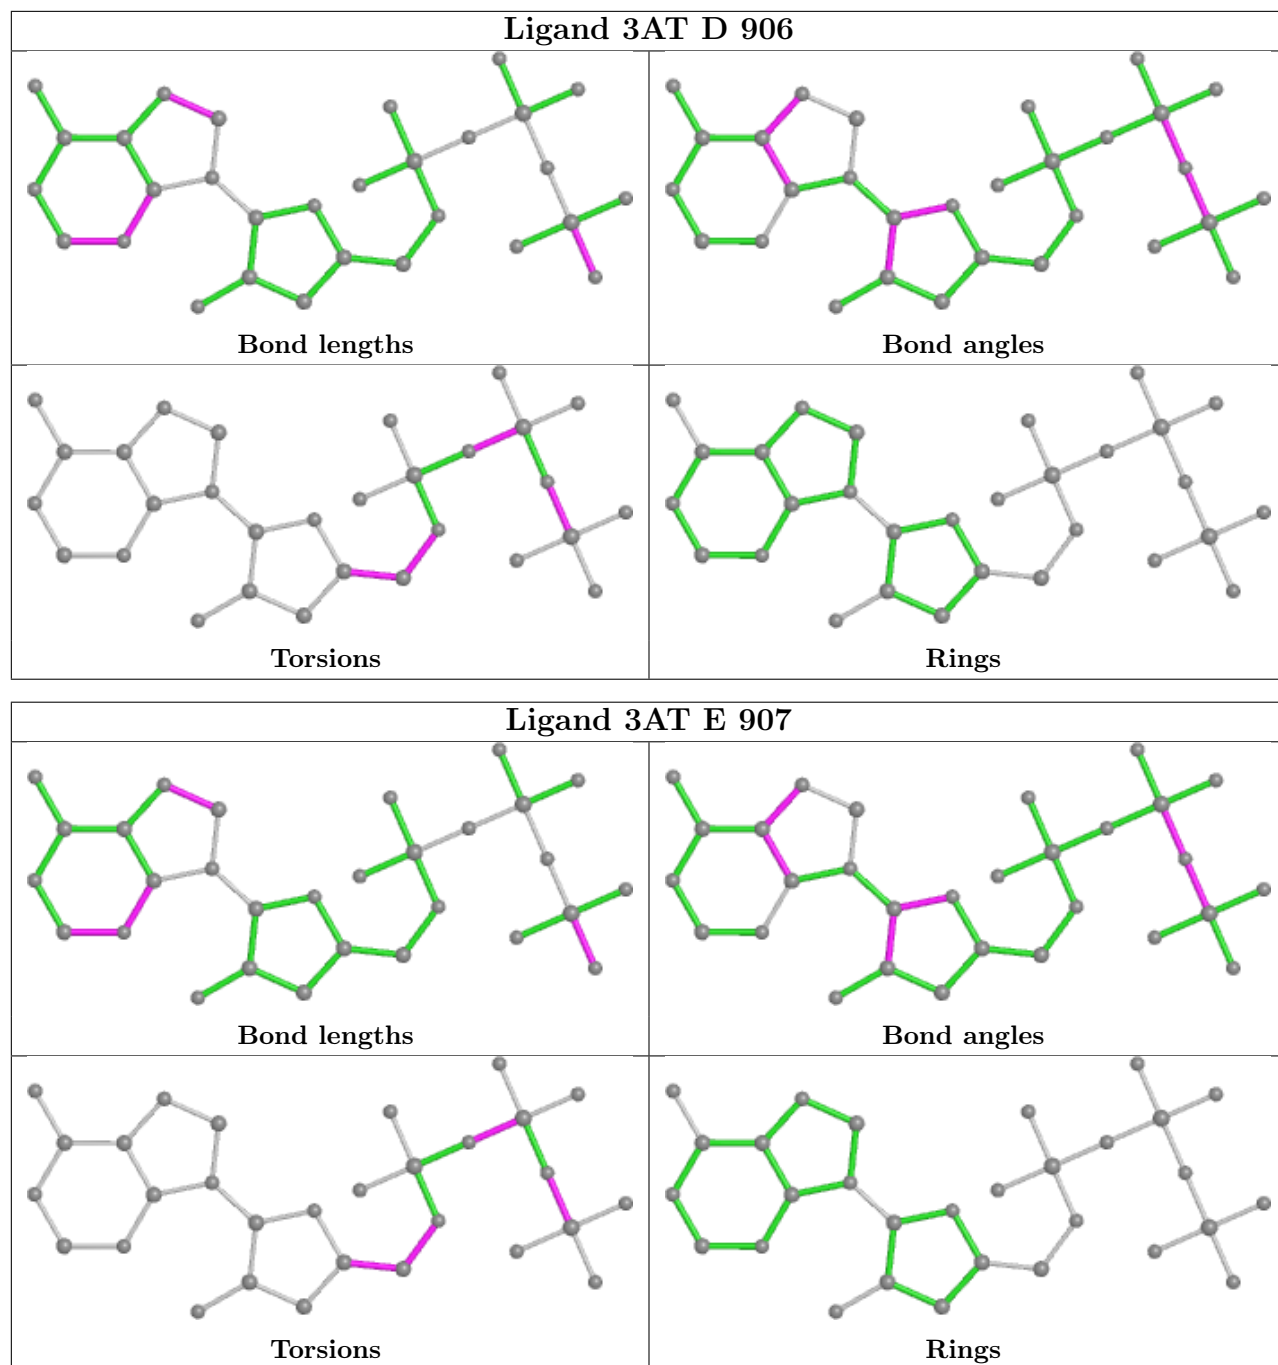 Ligand 3AT D 906
Bond lengths
Bond angles
Torsions
Rings
Ligand 3AT E 907
Bond lengths
Bond angles
Torsions
Rings